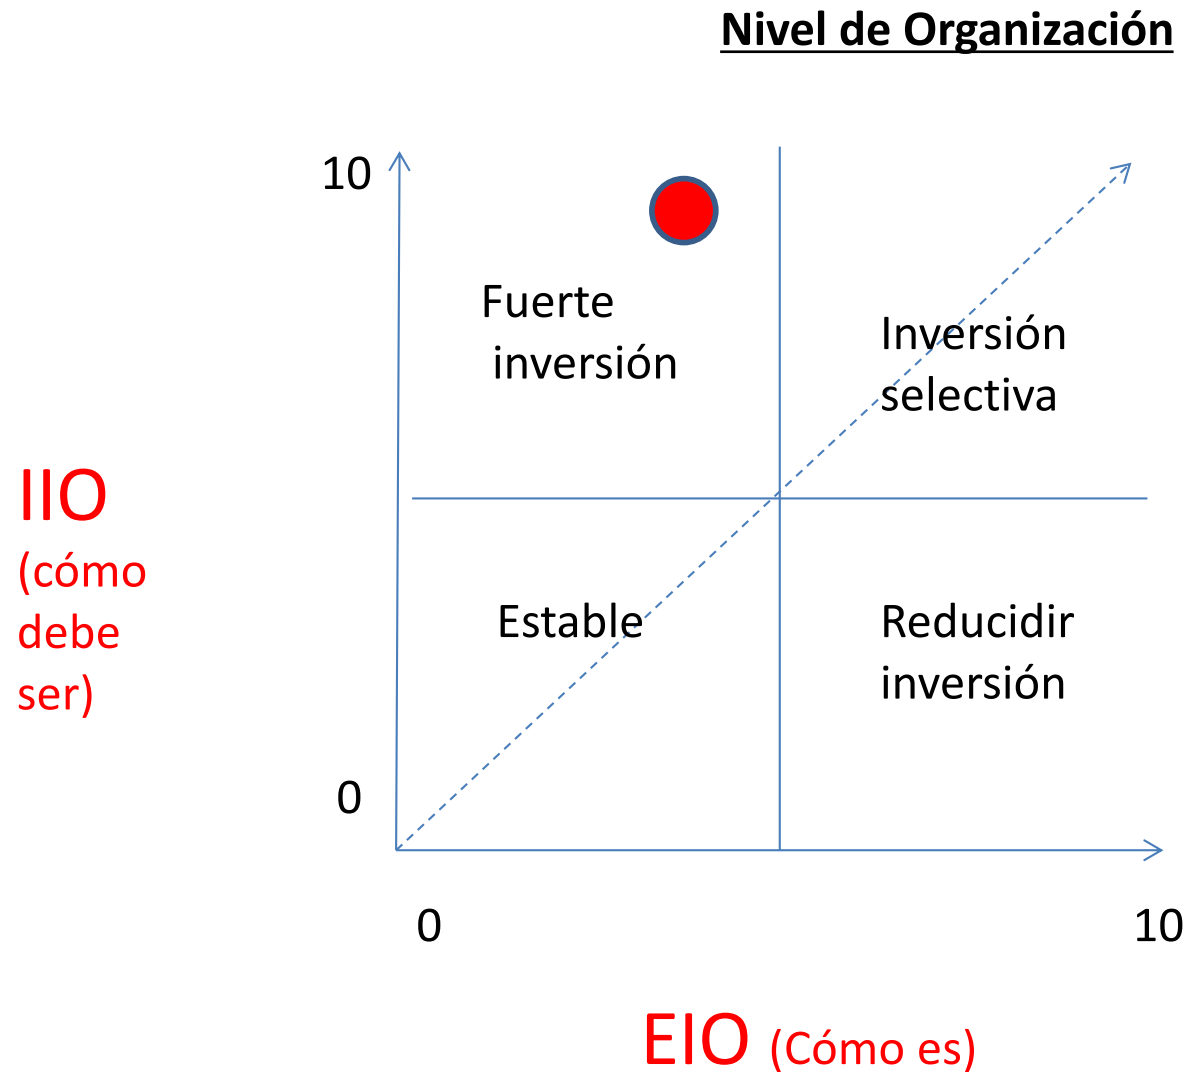 Nivel de Organización
10
Fuerte
inversión
Inversión
selectiva
IIO
(cómo
debe
ser)
Estable
Reducidir
inversión
0
0
10
EIO (Cómo es)